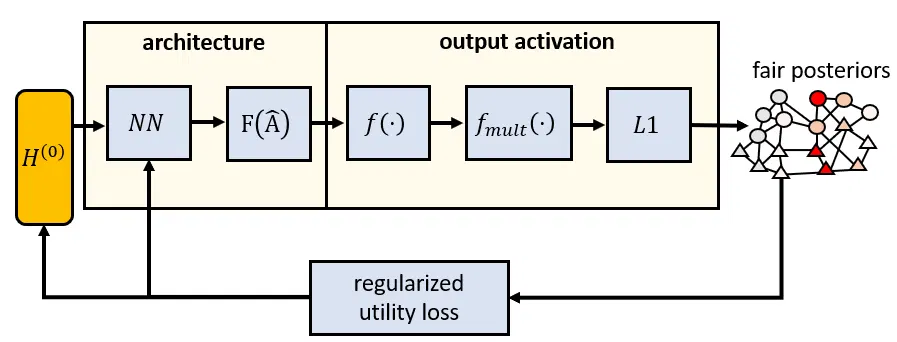 architecture
output activation
fair posteriors
H⁽⁰⁾
NN
F(Â)
f(·)
f_mult(·)
L1
regularized
utility loss